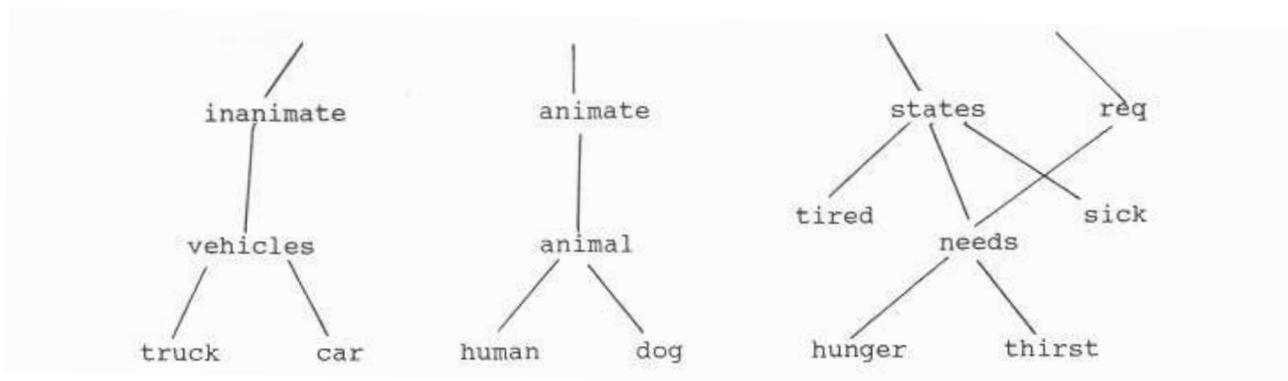 inanimate animate states req
tired sick
vehicles animal needs
truck car human dog hunger thirst